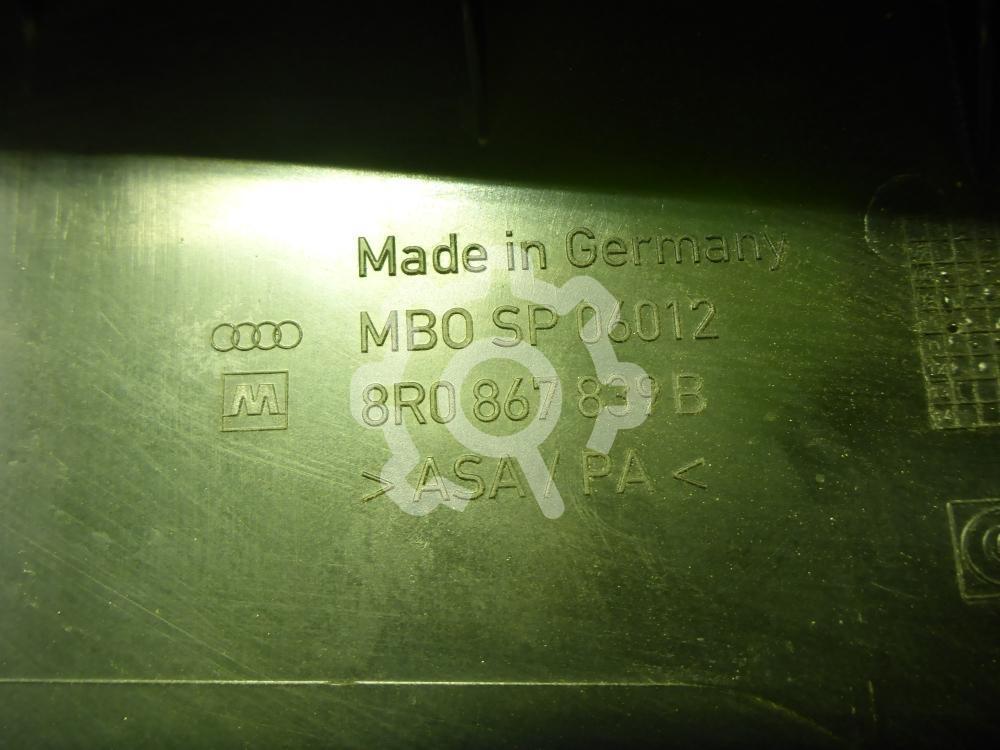 Made in Germany
MBO SP 06012
8R0 867 839 B
> ASA / PA <